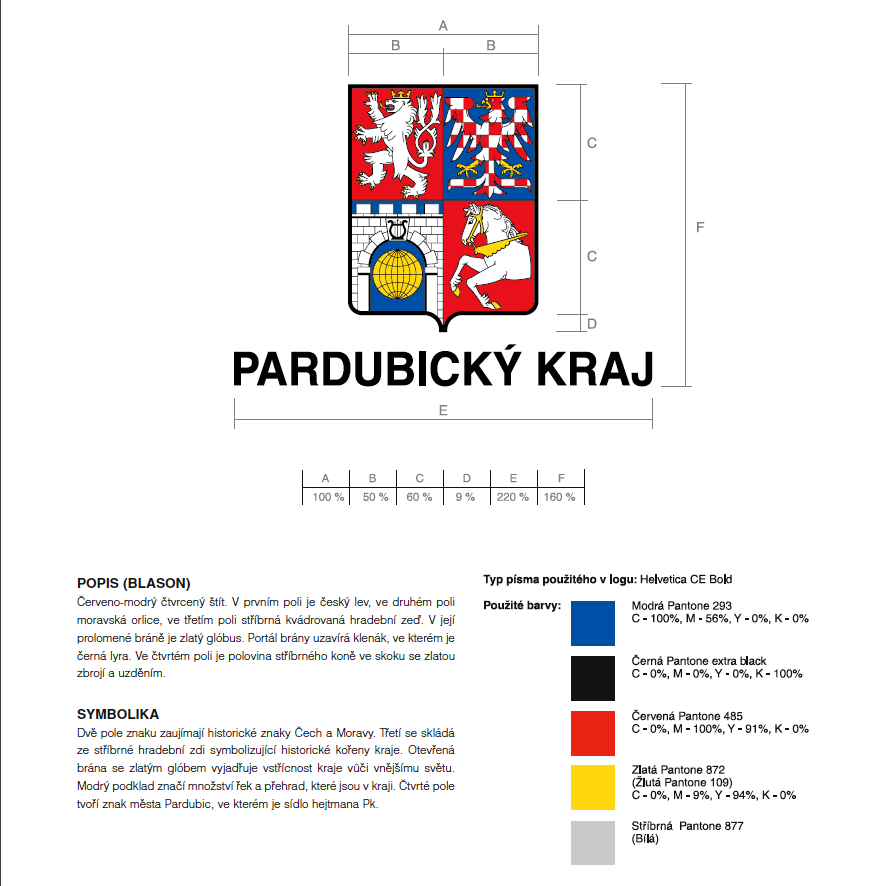 A
B B
C
F
C
D
PARDUBICKÝ KRAJ
E
A B C D E F
100 % 50 % 60 % 9 % 220 % 160 %
POPIS (BLASON)
Červeno-modrý čtvrcený štít. V prvním poli je český lev, ve druhém poli
moravská orlice, ve třetím poli stříbrná kvádrovaná hradební zeď. V její
prolomené bráně je zlatý glóbus. Portál brány uzavírá klenák, ve kterém je
černá lyra. Ve čtvrtém poli je polovina stříbrného koně ve skoku se zlatou
zbrojí a uzděním.
SYMBOLIKA
Dvě pole znaku zaujímají historické znaky Čech a Moravy. Třetí se skládá
ze stříbrné hradební zdi symbolizující historické kořeny kraje. Otevřená
brána se zlatým glóbem vyjadřuje vstřícnost kraje vůči vnějšímu světu.
Modrý podklad značí množství řek a přehrad, které jsou v kraji. Čtvrté pole
tvoří znak města Pardubic, ve kterém je sídlo hejtmana Pk.
Typ písma použitého v logu: Helvetica CE Bold
Použité barvy:
Modrá Pantone 293
C - 100%, M - 56%, Y - 0%, K - 0%
Černá Pantone extra black
C - 0%, M - 0%, Y - 0%, K - 100%
Červená Pantone 485
C - 0%, M - 100%, Y - 91%, K - 0%
Zlatá Pantone 872
(Žlutá Pantone 109)
C - 0%, M - 9%, Y - 94%, K - 0%
Stříbrná Pantone 877
(Bílá)